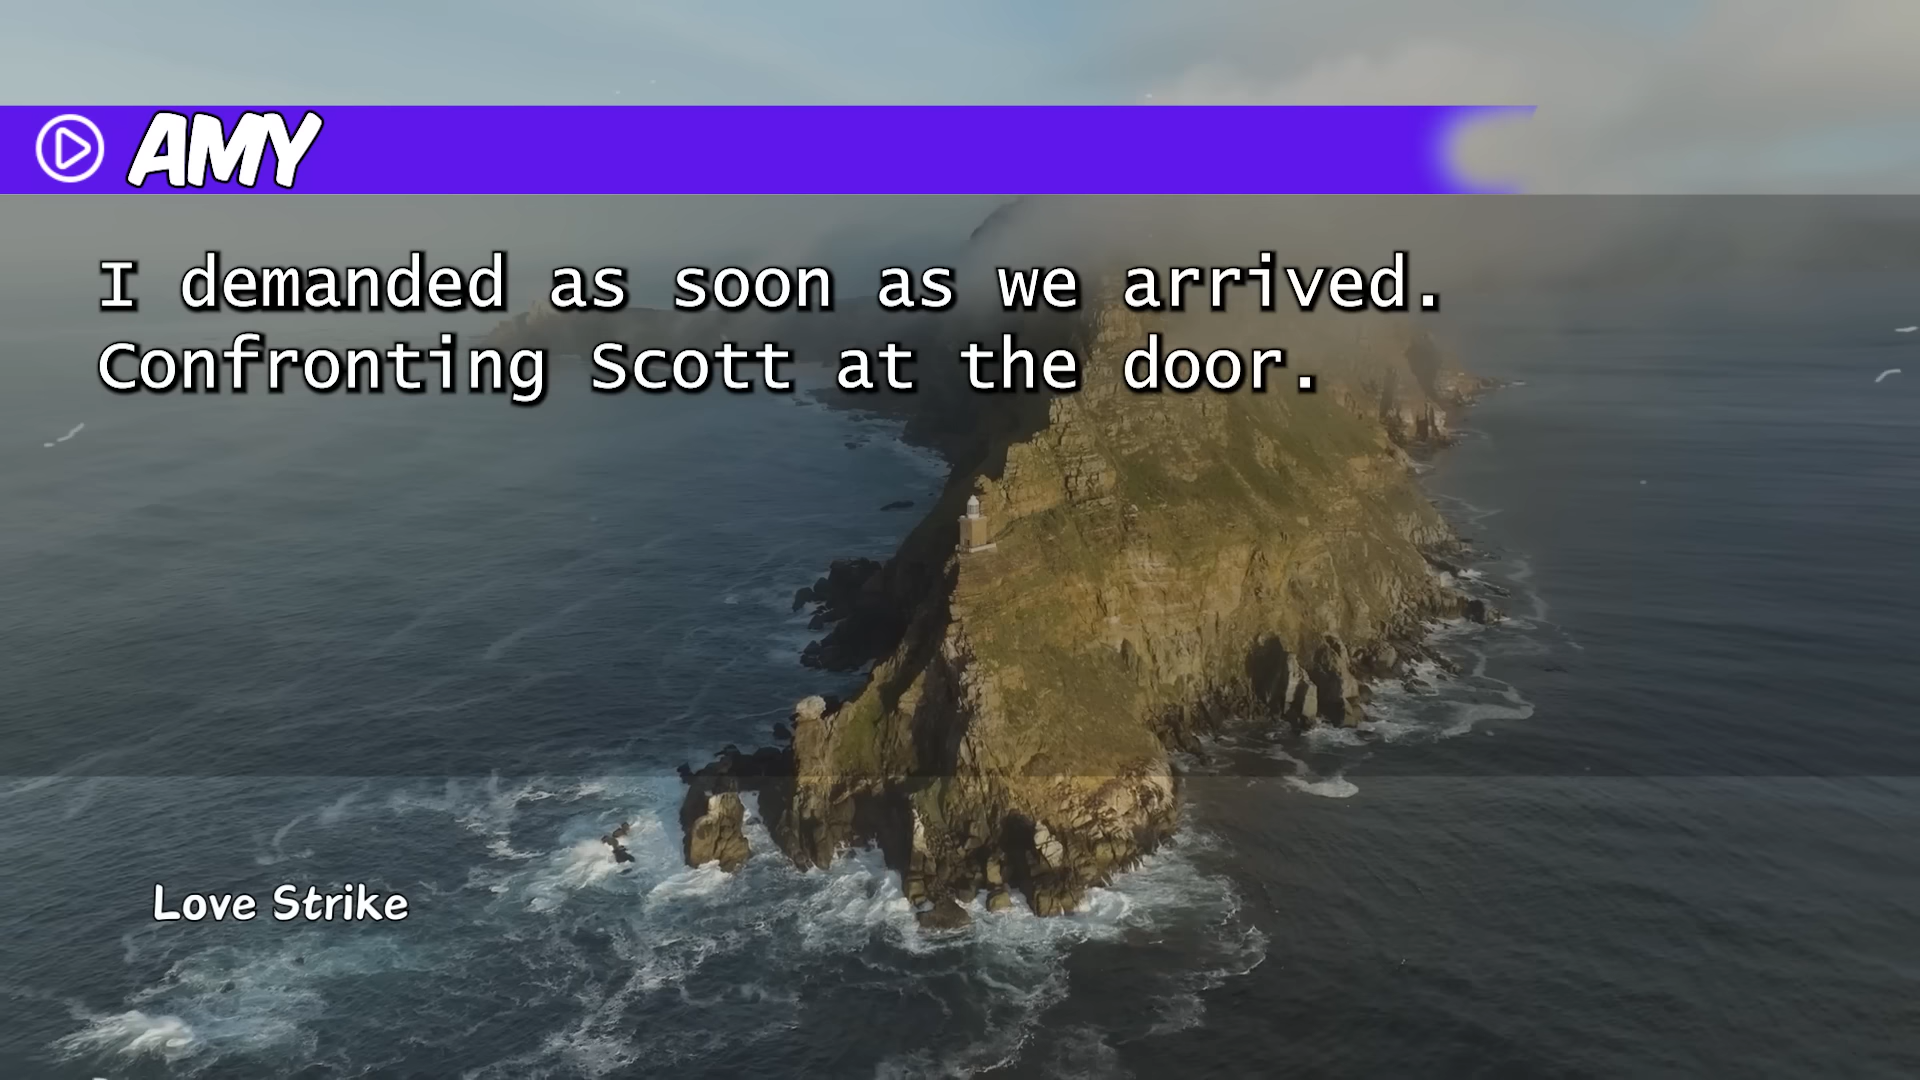 AMY
I demanded as soon as we arrived.
Confronting Scott at the door.
Love Strike